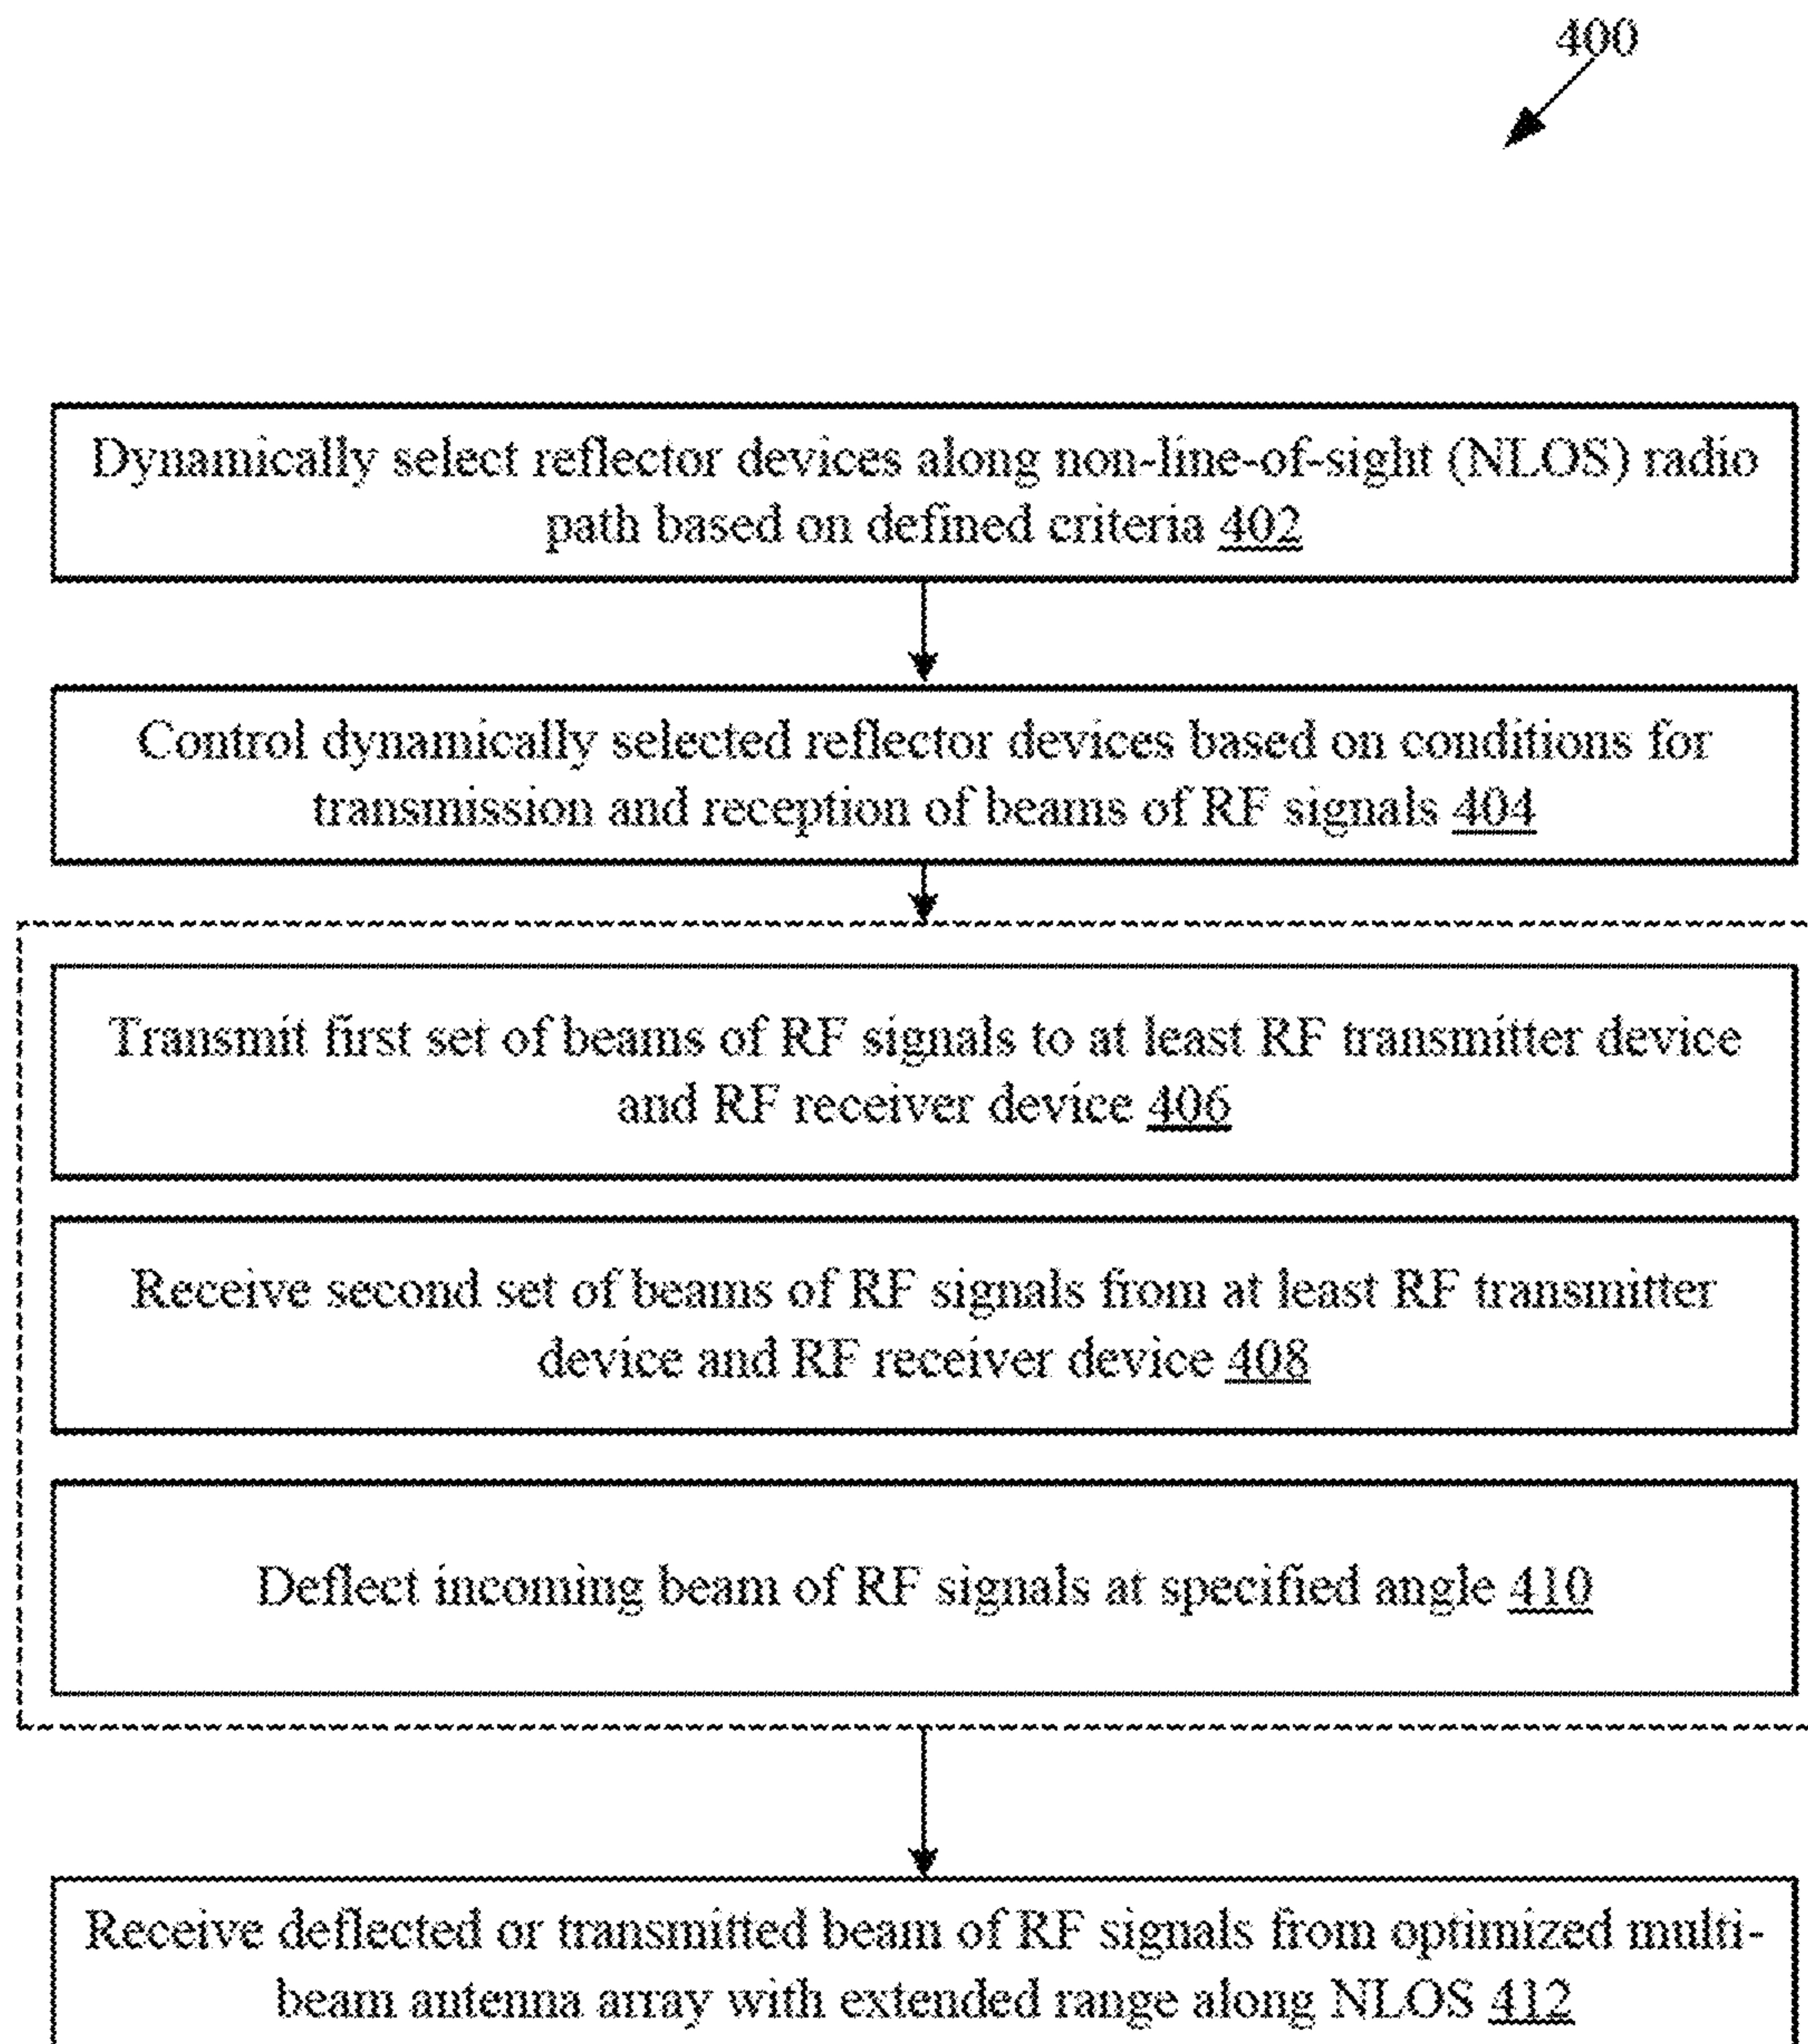 400
Dynamically select reflector devices along non-line-of-sight (NLOS) radio
path based on defined criteria 402
Control dynamically selected reflector devices based on conditions for
transmission and reception of beams of RF signals 404
Transmit first set of beams of RF signals to at least RF transmitter device
and RF receiver device 406
Receive second set of beams of RF signals from at least RF transmitter
device and RF receiver device 408
Deflect incoming beam of RF signals at specified angle 410
Receive deflected or transmitted beam of RF signals from optimized multi-
beam antenna array with extended range along NLOS 412